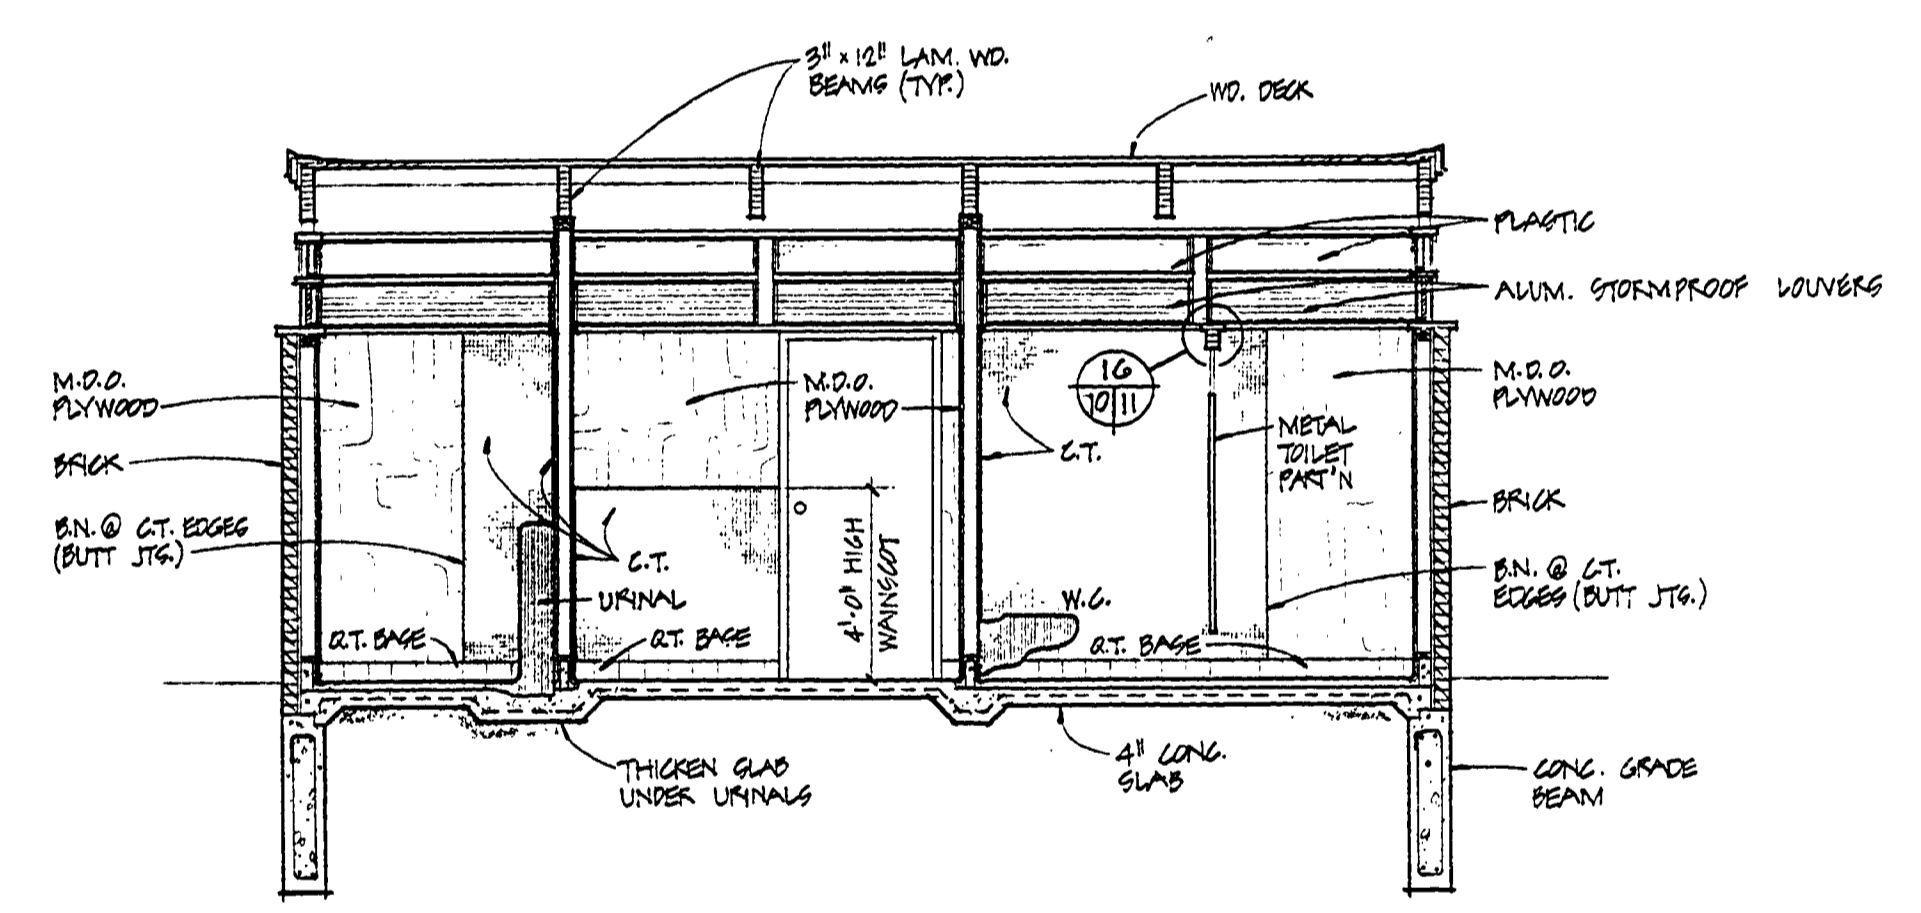 3" x 12" LAM. WD.
BEAMS (TYP.)
WD. DECK
PLASTIC
ALUM. STORMPROOF LOUVERS
M.D.O.
PLYWOOD
M.D.O.
PLYWOOD
16
10 11
M.D.O.
PLYWOOD
BRICK
C.T.
METAL
TOILET
PART'N
BRICK
B.N. @ C.T. EDGES
(BUTT JTS.)
C.T.
URINAL
4'-0" HIGH
WAINSCOT
W.C.
B.N. @ C.T.
EDGES (BUTT JTS.)
Q.T. BASE
Q.T. BASE
Q.T. BASE
THICKEN SLAB
UNDER URINALS
4" CONC.
SLAB
CONC. GRADE
BEAM